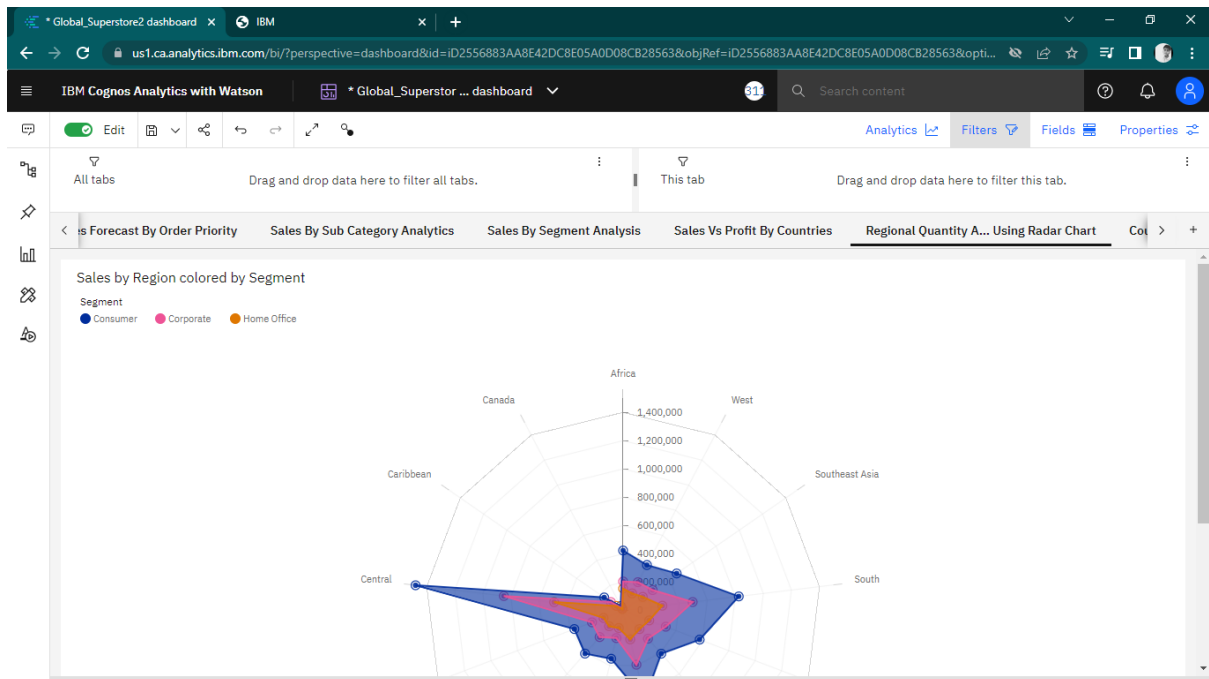 * Global_Superstore2 dashboard
IBM
us1.ca.analytics.ibm.com/bi/?perspective=dashboard&id=iD2556883AA8E42DC8E05A0D08CB28563&objRef=iD2556883AA8E42DC8E05A0D08CB28563&opti...
IBM Cognos Analytics with Watson
* Global_Superstor ... dashboard
Search content
Edit
Analytics
Filters
Fields
Properties
All tabs
Drag and drop data here to filter all tabs.
This tab
Drag and drop data here to filter this tab.
es Forecast By Order Priority
Sales By Sub Category Analytics
Sales By Segment Analysis
Sales Vs Profit By Countries
Regional Quantity A... Using Radar Chart
Sales by Region colored by Segment
Segment
Consumer
Corporate
Home Office
Africa
Canada
West
1,400,000
1,200,000
1,000,000
Caribbean
Southeast Asia
800,000
600,000
400,000
Central
South